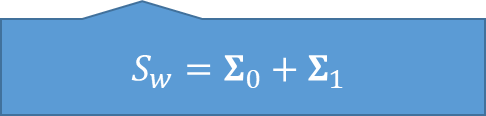 S_w = Σ_0 + Σ_1